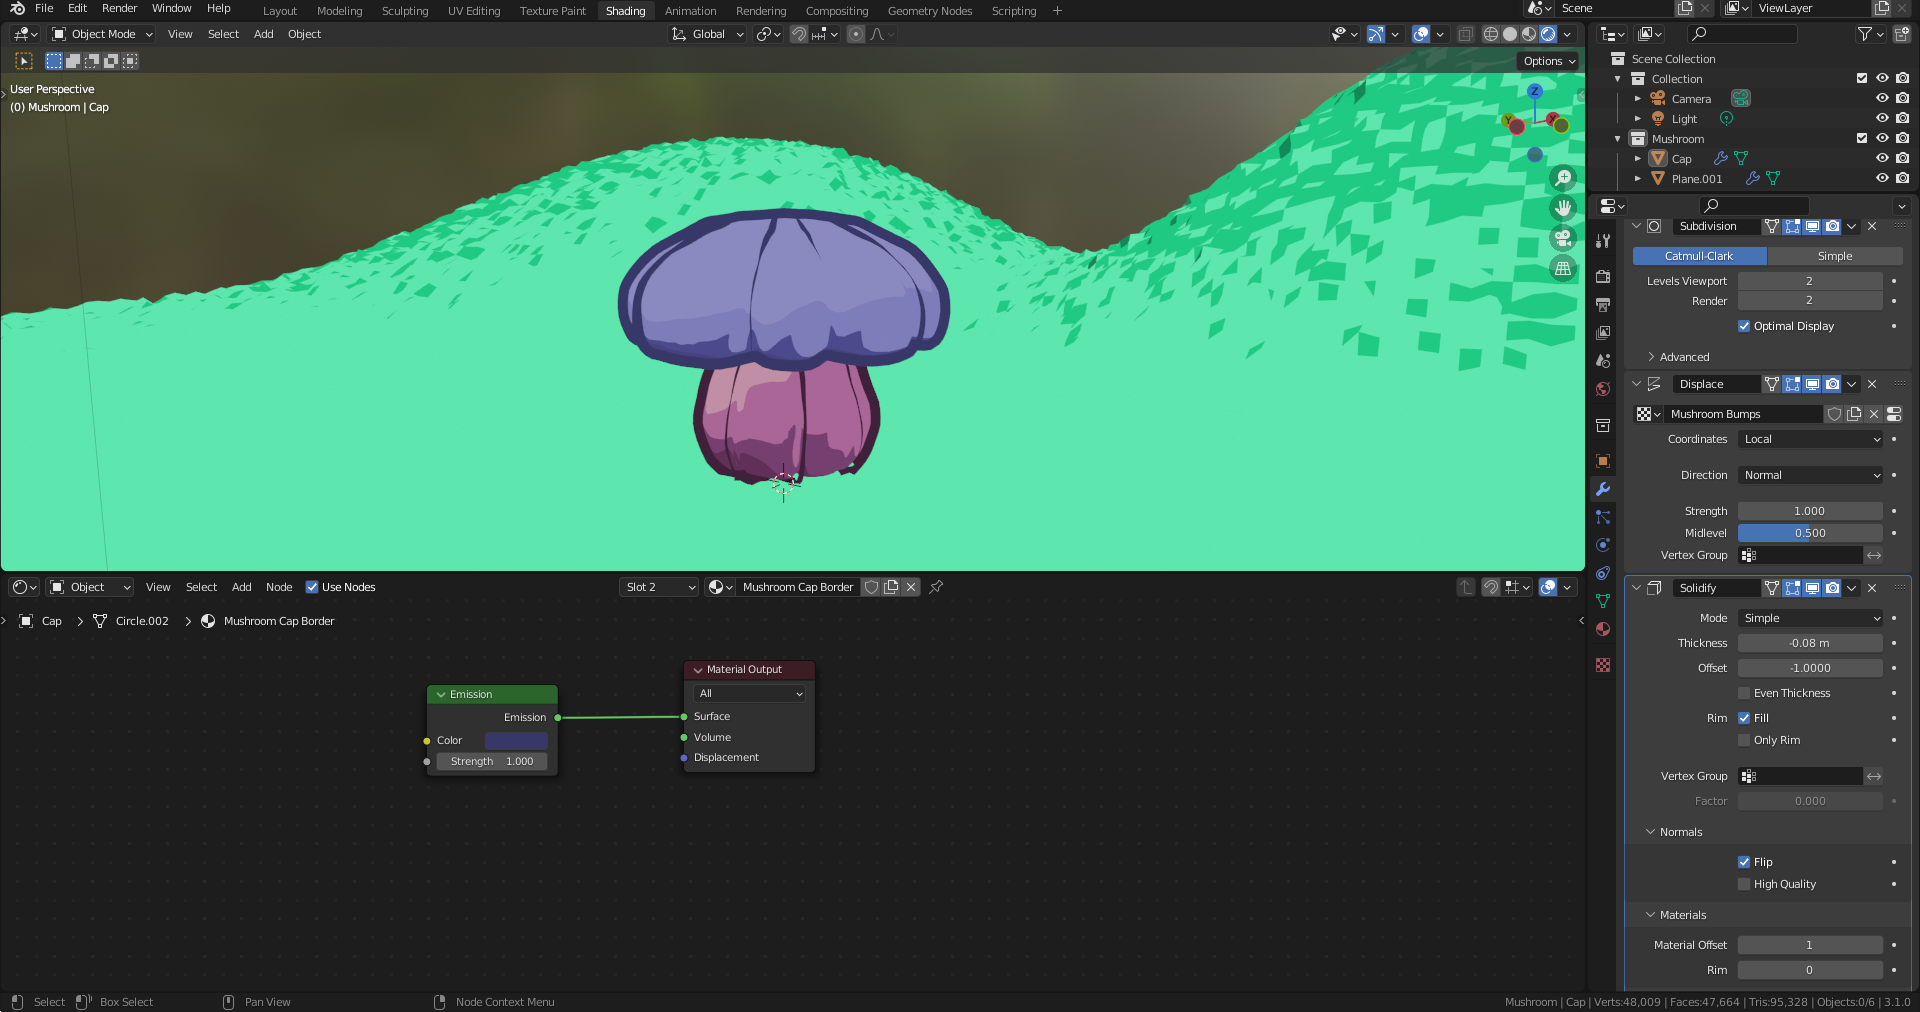 File Edit Render Window Help Layout Modeling Sculpting UV Editing Texture Paint Shading Animation Rendering Compositing Geometry Nodes Scripting + Scene ViewLayer
Object Mode View Select Add Object Global
Options
User Perspective
(0) Mushroom | Cap
Z
Y
X
Scene Collection
Collection
Camera
Light
Mushroom
Cap
Plane.001
Subdivision
Catmull-Clark Simple
Levels Viewport 2
Render 2
Optimal Display
Advanced
Displace
Mushroom Bumps
Coordinates Local
Direction Normal
Strength 1.000
Midlevel 0.500
Vertex Group
Solidify
Mode Simple
Thickness -0.08 m
Offset -1.0000
Even Thickness
Rim Fill
Only Rim
Vertex Group
Factor 0.000
Normals
Flip
High Quality
Materials
Material Offset 1
Rim 0
Object View Select Add Node Use Nodes Slot 2 Mushroom Cap Border
Cap > Circle.002 > Mushroom Cap Border
Emission
Emission
Color
Strength 1.000
Material Output
All
Surface
Volume
Displacement
Select Box Select Pan View Node Context Menu Mushroom | Cap | Verts:48,009 | Faces:47,664 | Tris:95,328 | Objects:0/6 | 3.1.0